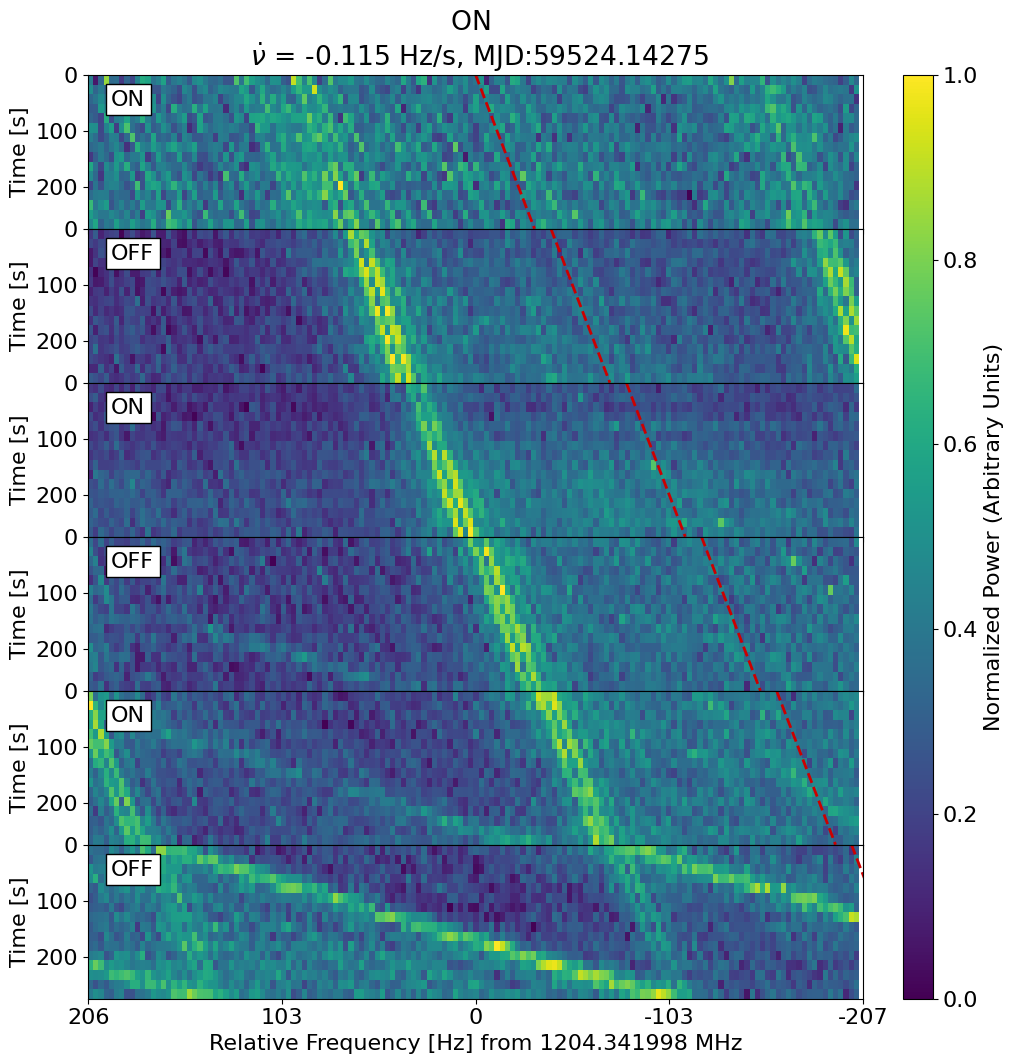 ON
ν̇ = -0.115 Hz/s, MJD:59524.14275
0
ON
100
200
Time [s]
0
OFF
100
200
Time [s]
0
ON
100
200
Time [s]
0
OFF
100
200
Time [s]
0
ON
100
200
Time [s]
0
OFF
100
200
Time [s]
206 103 0 -103 -207
Relative Frequency [Hz] from 1204.341998 MHz
1.0
0.8
0.6
0.4
0.2
0.0
Normalized Power (Arbitrary Units)